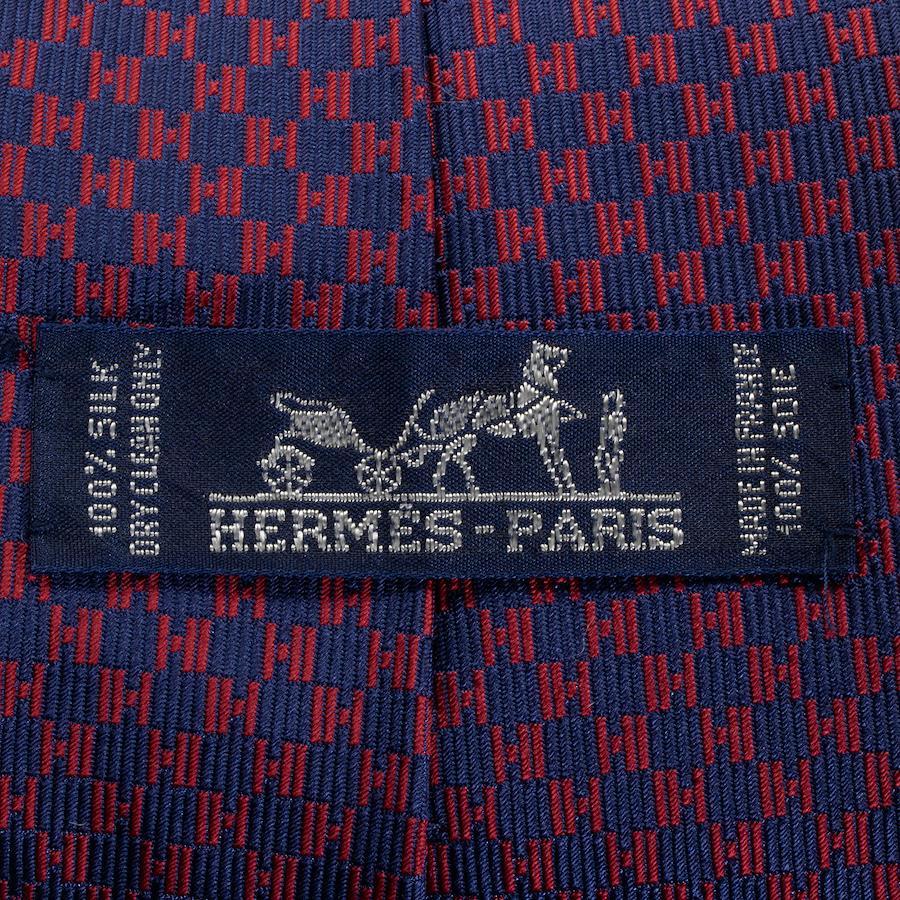 100% SILK
DRY CLEAN ONLY
HERMÈS-PARIS
MADE IN FRANCE
100% SOIE